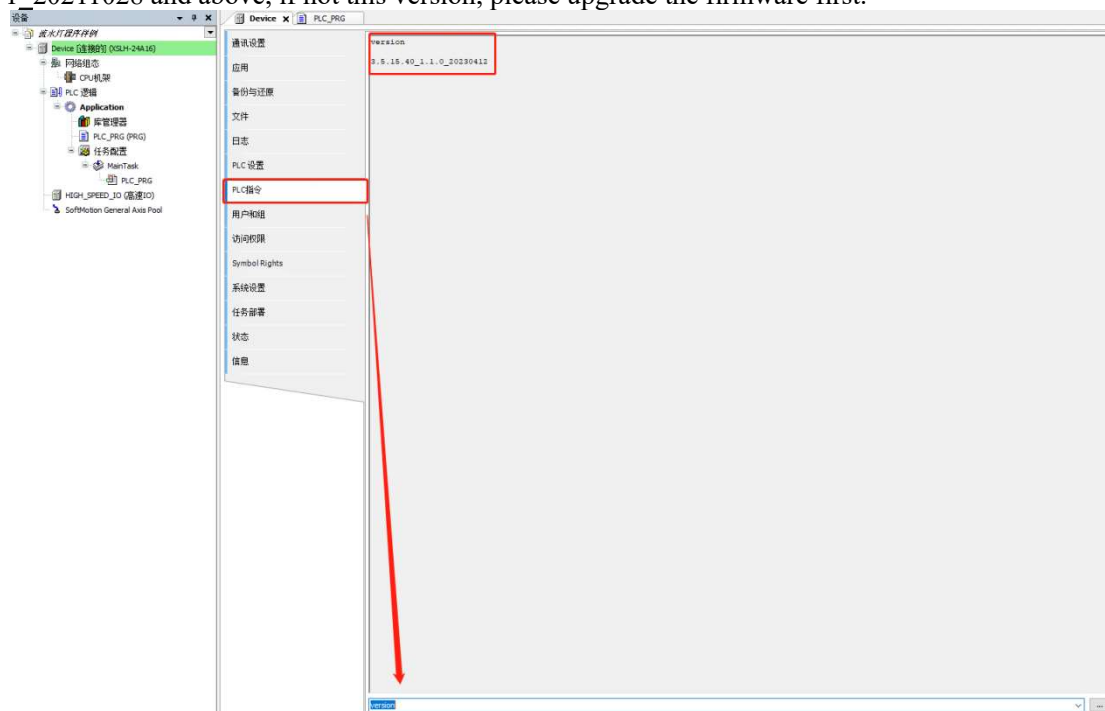 1_20211028 and above, if not this version, please upgrade the firmware first.
设备
Device
PLC_PRG
流水灯程序样例
Device [连接的] (XSLH-24A16)
网络组态
CPU机架
PLC 逻辑
Application
库管理器
PLC_PRG (PRG)
任务配置
MainTask
PLC_PRG
HIGH_SPEED_IO (高速IO)
SoftMotion General Axis Pool
通讯设置
应用
备份与还原
文件
日志
PLC 设置
PLC指令
用户和组
访问权限
Symbol Rights
系统设置
任务部署
状态
信息
version
3.5.15.40_1.1.0_20230412
version
...